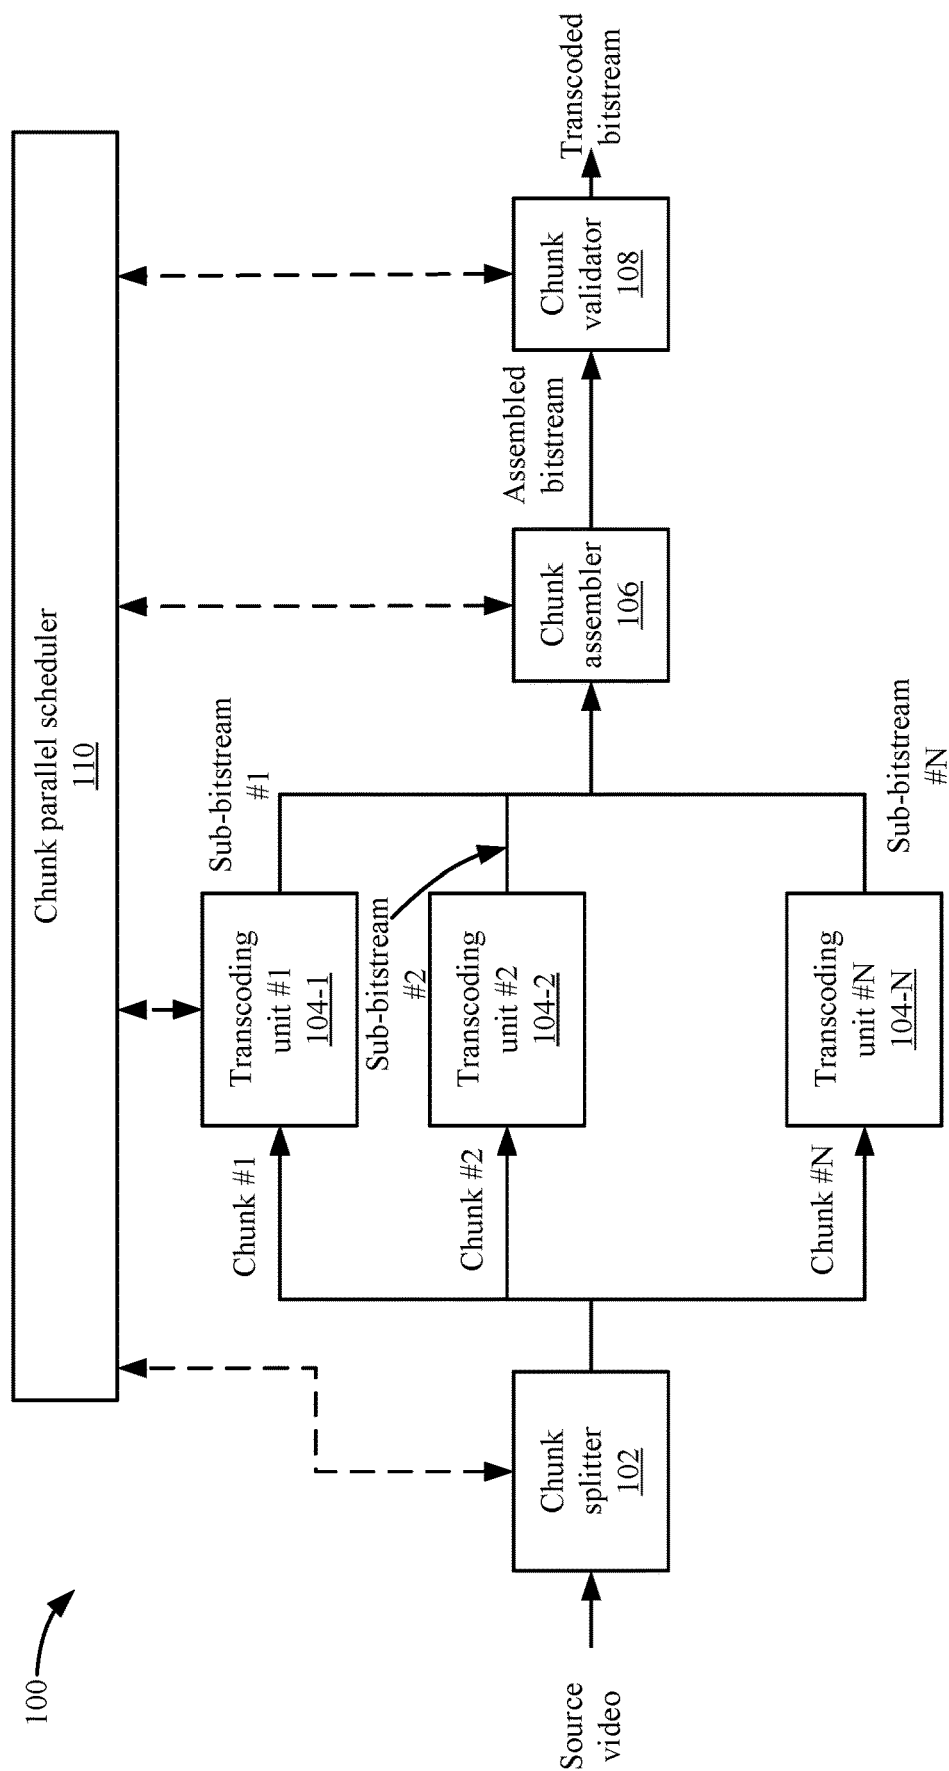 100
Chunk parallel scheduler
110
Source
video
Chunk
splitter
102
Chunk #1
Chunk #2
Chunk #N
Transcoding
unit #1
104-1
Sub-bitstream
#1
Sub-bitstream
#2
Transcoding
unit #2
104-2
Transcoding
unit #N
104-N
Sub-bitstream
#N
Chunk
assembler
106
Assembled
bitstream
Chunk
validator
108
Transcoded
bitstream